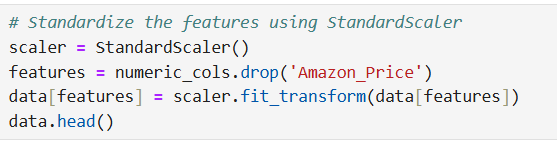 # Standardize the features using StandardScaler
scaler = StandardScaler()
features = numeric_cols.drop('Amazon_Price')
data[features] = scaler.fit_transform(data[features])
data.head()